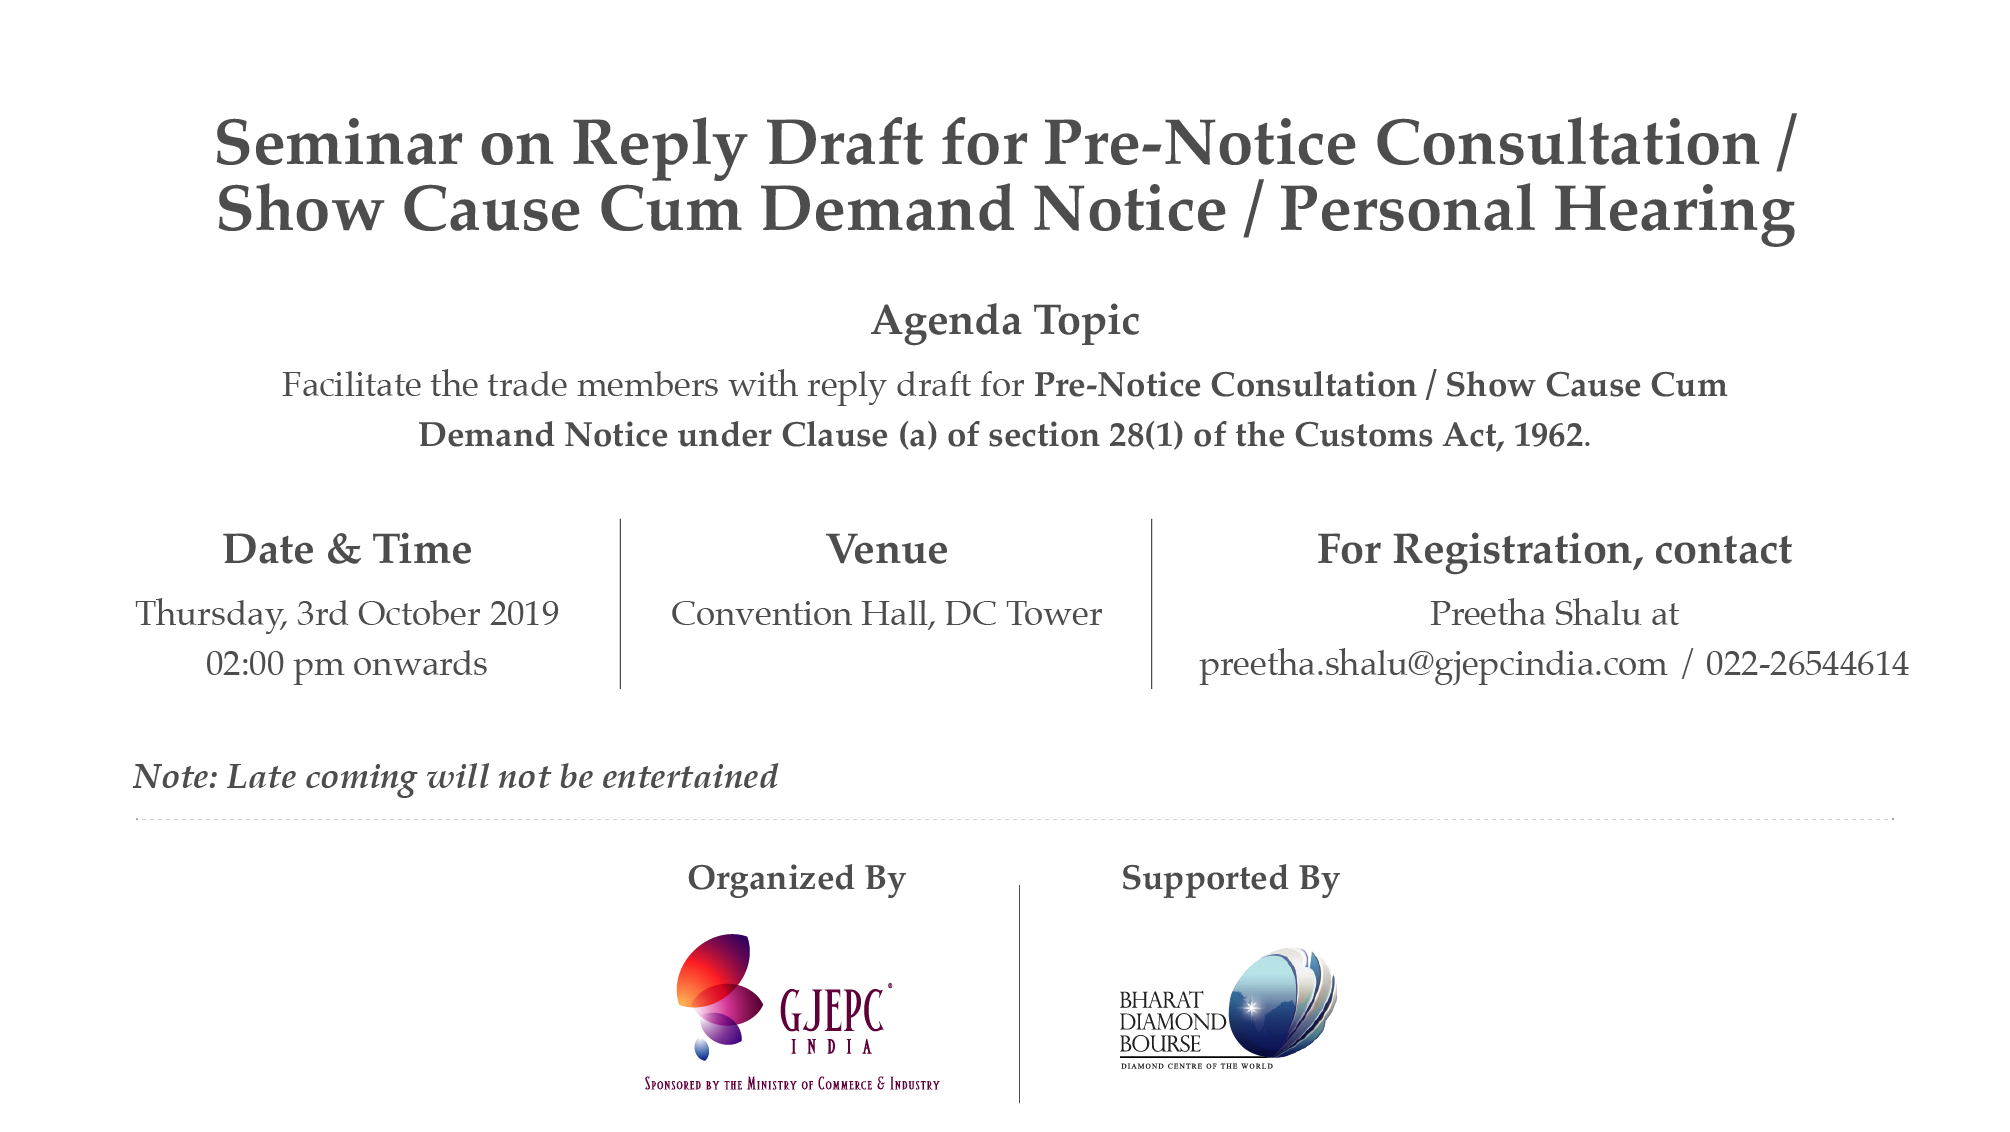 Seminar on Reply Draft for Pre-Notice Consultation /
Show Cause Cum Demand Notice / Personal Hearing
Agenda Topic
Facilitate the trade members with reply draft for Pre-Notice Consultation / Show Cause Cum
Demand Notice under Clause (a) of section 28(1) of the Customs Act, 1962.
Date & Time
Thursday, 3rd October 2019
02:00 pm onwards
Venue
Convention Hall, DC Tower
For Registration, contact
Preetha Shalu at
preetha.shalu@gjepcindia.com / 022-26544614
Note: Late coming will not be entertained
Organized By
GJEPC®
INDIA
Sponsored by the Ministry of Commerce & Industry
Supported By
BHARAT
DIAMOND
BOURSE
DIAMOND CENTRE OF THE WORLD